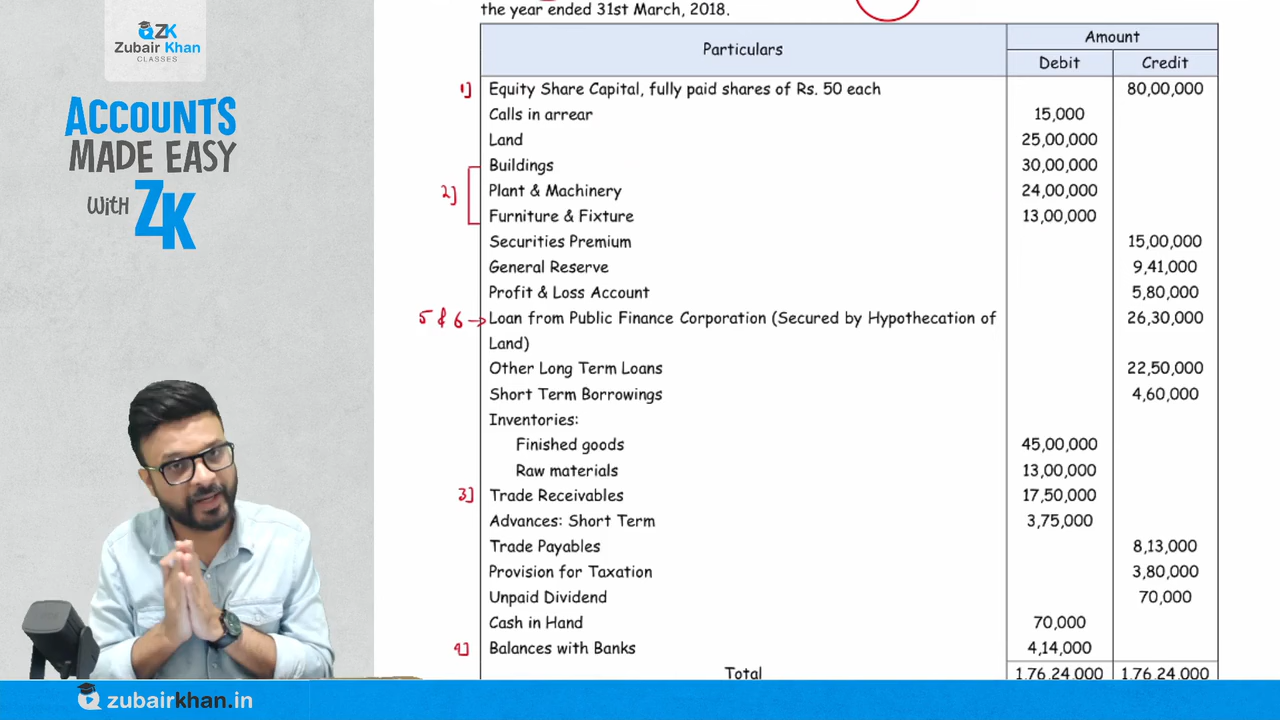 ZK
Zubair Khan
CLASSES
ACCOUNTS
MADE EASY
with ZK
the year ended 31st March, 2018.
Particulars Amount
Debit Credit
1] Equity Share Capital, fully paid shares of Rs. 50 each 80,00,000
Calls in arrear 15,000
Land 25,00,000
Buildings 30,00,000
2] Plant & Machinery 24,00,000
Furniture & Fixture 13,00,000
Securities Premium 15,00,000
General Reserve 9,41,000
Profit & Loss Account 5,80,000
5 & 6 → Loan from Public Finance Corporation (Secured by Hypothecation of 26,30,000
Land)
Other Long Term Loans 22,50,000
Short Term Borrowings 4,60,000
Inventories:
Finished goods 45,00,000
Raw materials 13,00,000
3] Trade Receivables 17,50,000
Advances: Short Term 3,75,000
Trade Payables 8,13,000
Provision for Taxation 3,80,000
Unpaid Dividend 70,000
Cash in Hand 70,000
4] Balances with Banks 4,14,000
Total 1,76,24,000 1,76,24,000
zubairkhan.in